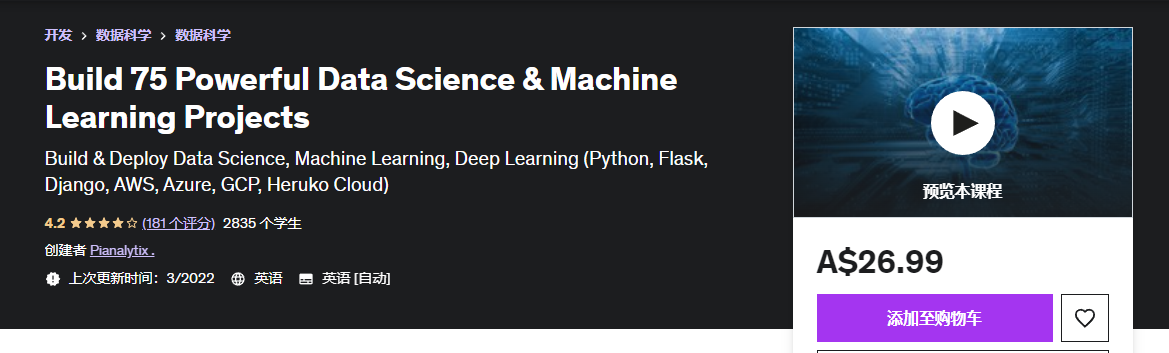 开发 > 数据科学 > 数据科学
Build 75 Powerful Data Science & Machine
Learning Projects
Build & Deploy Data Science, Machine Learning, Deep Learning (Python, Flask,
Django, AWS, Azure, GCP, Heruko Cloud)
4.2 (181 个评分) 2835 个学生
创建者 Pianalytix .
上次更新时间：3/2022 英语 英语 [自动]
预览本课程
A$26.99
添加至购物车